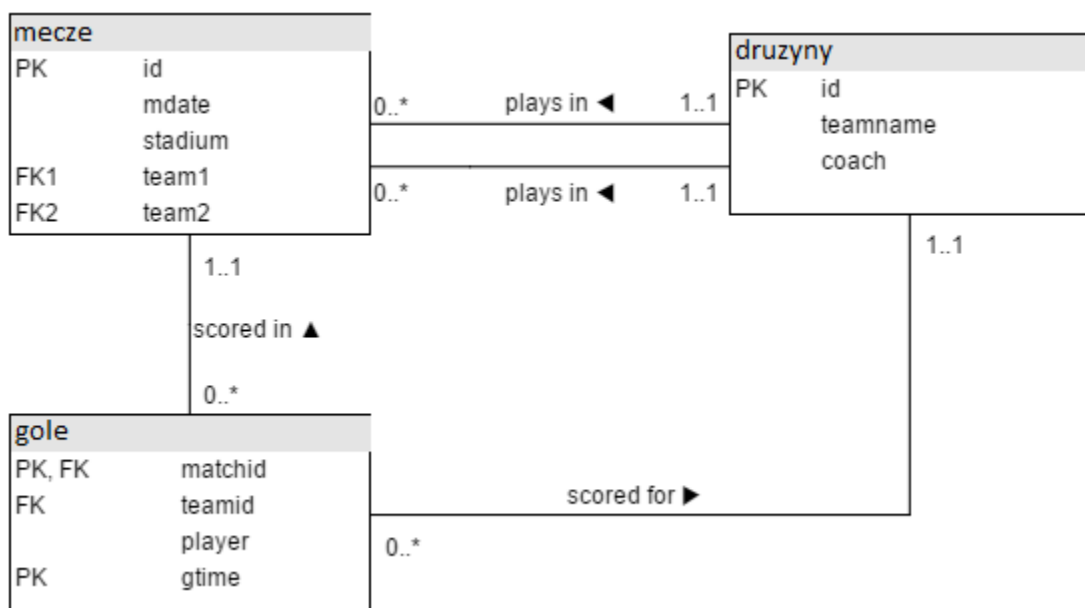 mecze
PK id
mdate
stadium
FK1 team1
FK2 team2
0..* plays in ◀ 1..1
0..* plays in ◀ 1..1
druzyny
PK id
teamname
coach
1..1
1..1
scored in ▲
0..*
gole
PK, FK matchid
FK teamid
player
PK gtime
scored for ▶
0..*